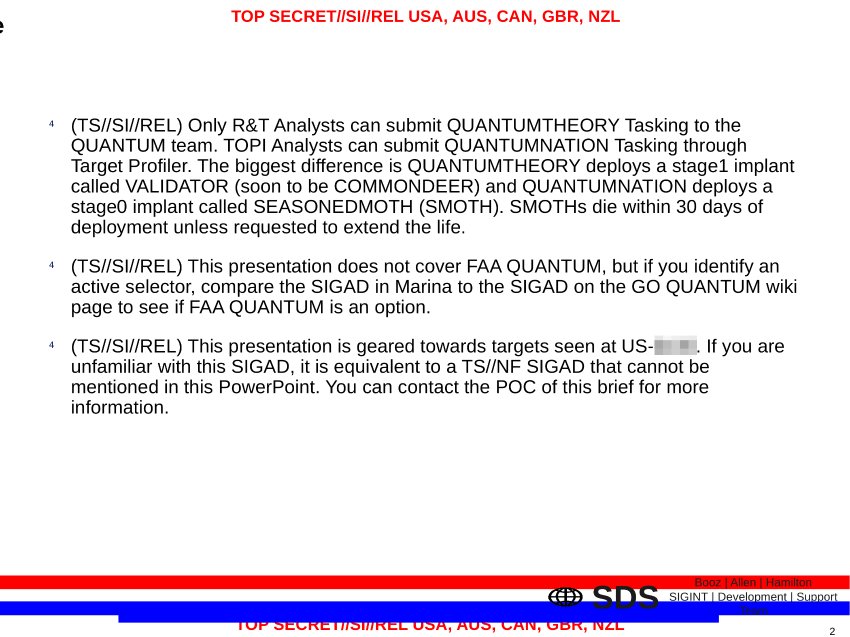 TOP SECRET//SI//REL USA, AUS, CAN, GBR, NZL
e
4 (TS//SI//REL) Only R&T Analysts can submit QUANTUMTHEORY Tasking to the
QUANTUM team. TOPI Analysts can submit QUANTUMNATION Tasking through
Target Profiler. The biggest difference is QUANTUMTHEORY deploys a stage1 implant
called VALIDATOR (soon to be COMMONDEER) and QUANTUMNATION deploys a
stage0 implant called SEASONEDMOTH (SMOTH). SMOTHs die within 30 days of
deployment unless requested to extend the life.
4 (TS//SI//REL) This presentation does not cover FAA QUANTUM, but if you identify an
active selector, compare the SIGAD in Marina to the SIGAD on the GO QUANTUM wiki
page to see if FAA QUANTUM is an option.
4 (TS//SI//REL) This presentation is geared towards targets seen at US- . If you are
unfamiliar with this SIGAD, it is equivalent to a TS//NF SIGAD that cannot be
mentioned in this PowerPoint. You can contact the POC of this brief for more
information.
SDS
Booz | Allen | Hamilton
SIGINT | Development | Support
TOP SECRET//SI//REL USA, AUS, CAN, GBR, NZL
2